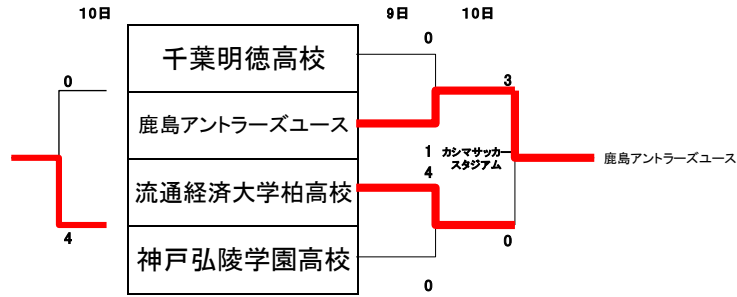 10日
9日
10日
千葉明徳高校
0
0
3
鹿島アントラーズユース
1
カシマサッカー
スタジアム
鹿島アントラーズユース
4
流通経済大学柏高校
4
0
神戸弘陵学園高校
0